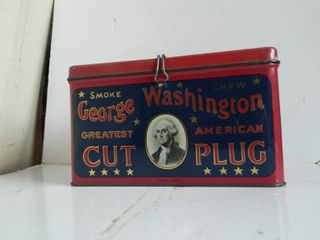 SMOKE CHEW
George Washington
GREATEST AMERICAN
CUT PLUG